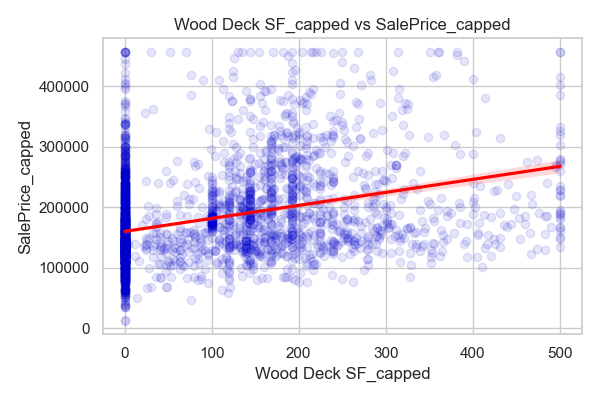 Wood Deck SF_capped vs SalePrice_capped
400000
300000
200000
100000
0
SalePrice_capped
0 100 200 300 400 500
Wood Deck SF_capped